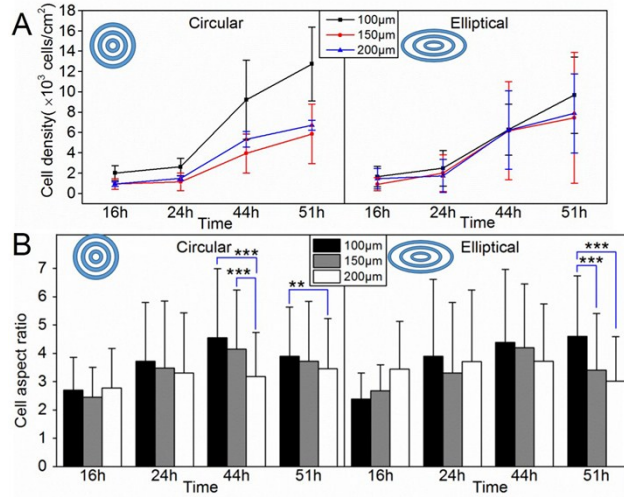 A
Circular
Elliptical
100μm
150μm
200μm
Cell density( ×10³ cells/cm²)
18
16
14
12
10
8
6
4
2
0
16h 24h 44h 51h 16h 24h 44h 51h
Time Time
B
Circular
Elliptical
100μm
150μm
200μm
***
***
**
***
***
Cell aspect ratio
7
6
5
4
3
2
1
0
16h 24h 44h 51h 16h 24h 44h 51h
Time Time